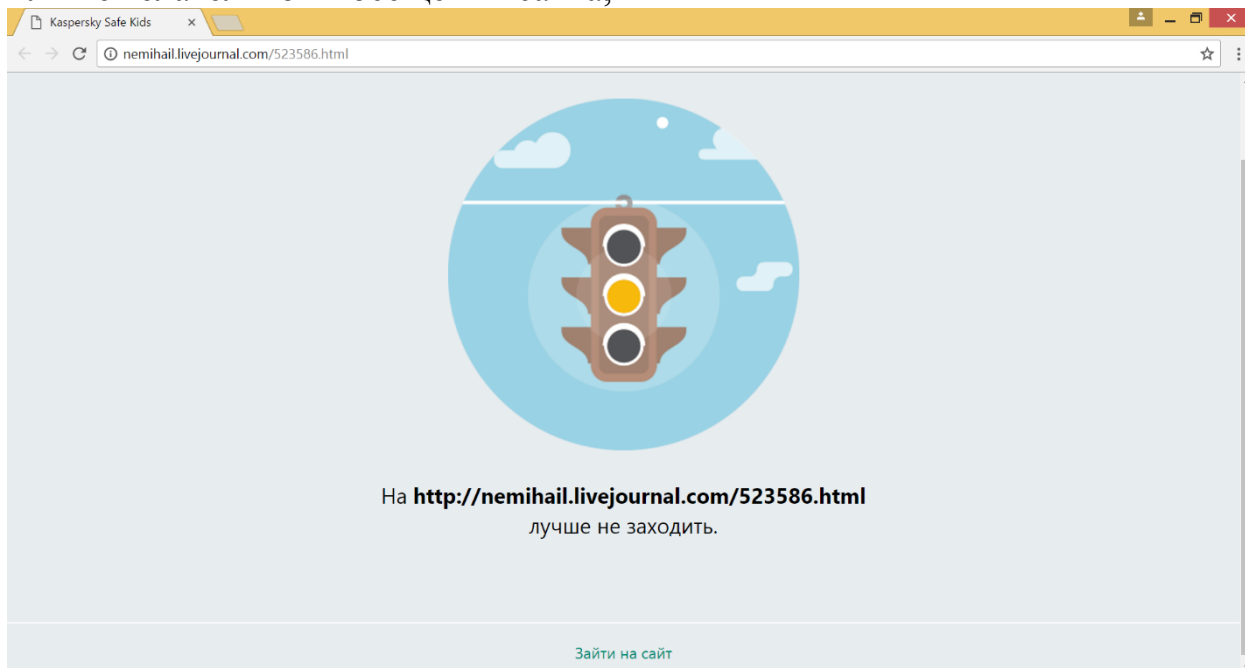 Kaspersky Safe Kids
nemihail.livejournal.com/523586.html
На http://nemihail.livejournal.com/523586.html
лучше не заходить.
Зайти на сайт